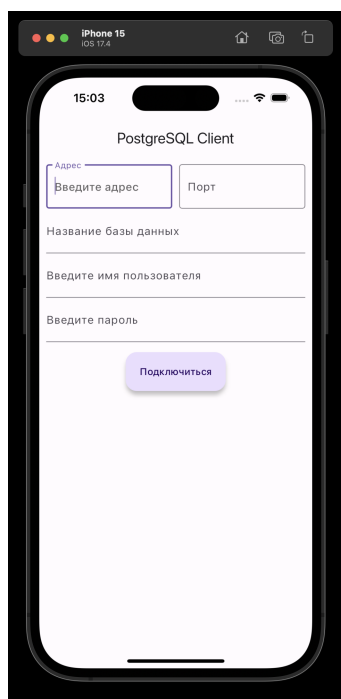 iPhone 15
iOS 17.4
15:03
PostgreSQL Client
Адрес
Введите адрес
Порт
Название базы данных
Введите имя пользователя
Введите пароль
Подключиться